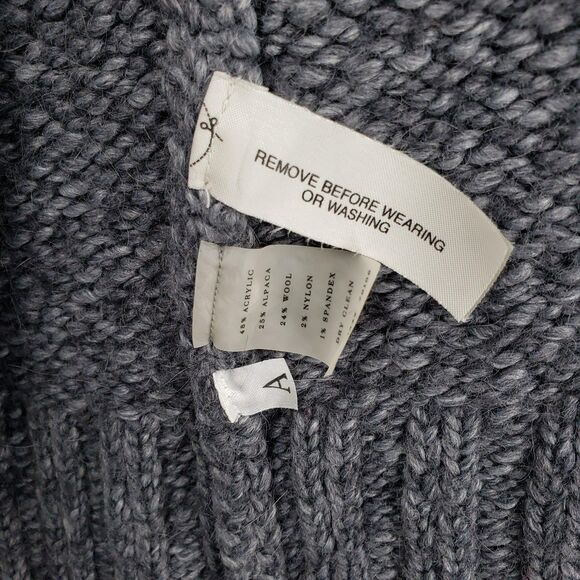 REMOVE BEFORE WEARING
OR WASHING
48% ACRYLIC
25% ALPACA
24% WOOL
2% NYLON
1% SPANDEX
DRY CLEAN
A